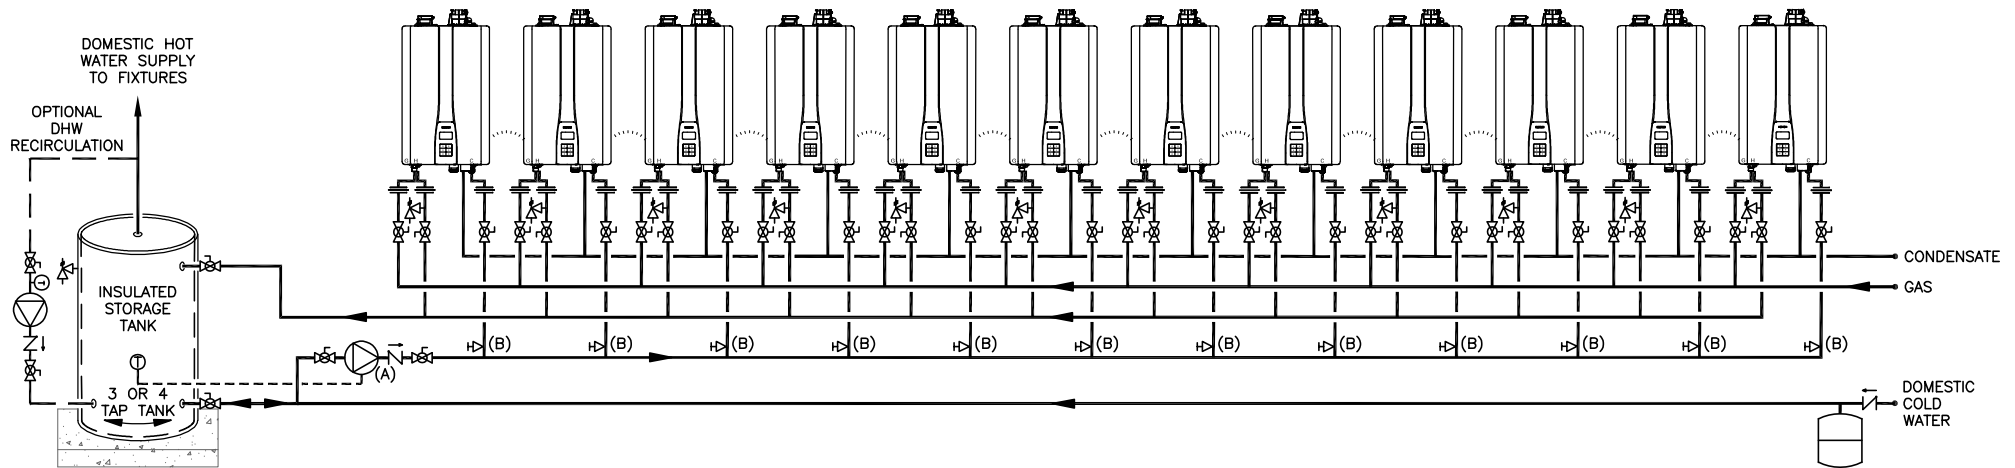 DOMESTIC HOT
WATER SUPPLY
TO FIXTURES
OPTIONAL
DHW
RECIRCULATION
G H C
G H C
G H C
G H C
G H C
G H C
G H C
G H C
G H C
G H C
G H C
G H C
CONDENSATE
GAS
INSULATED
STORAGE
TANK
T
T
(B) (B) (B) (B) (B) (B) (B) (B) (B) (B) (B) (B)
(A)
3 OR 4
TAP TANK
DOMESTIC
COLD
WATER